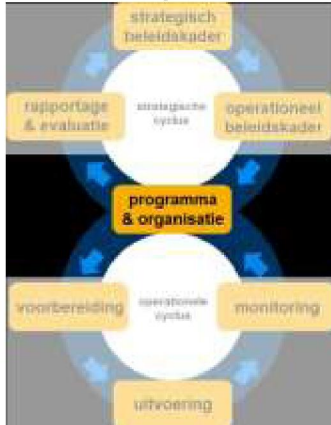 strategisch
beleidskader
rapportage
& evaluatie
strategische
cyclus
operationeel
beleidskader
programma
& organisatie
voorbereiding
operationele
cyclus
monitoring
uitvoering